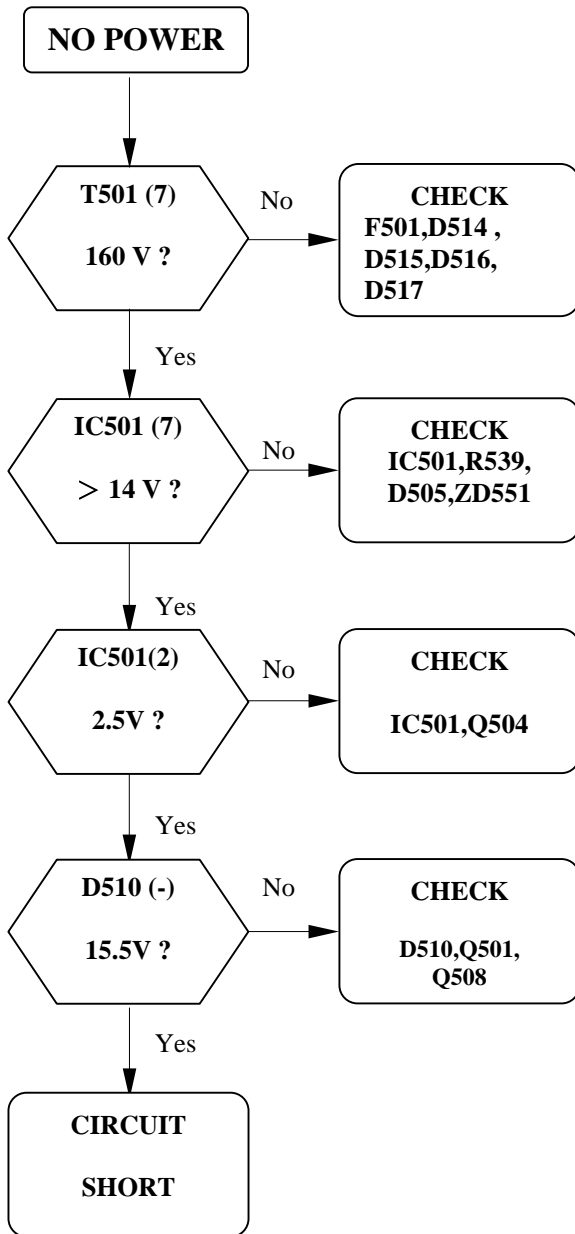 NO POWER
T501 (7)
160 V ?
No
CHECK
F501,D514 ,
D515,D516,
D517
Yes
IC501 (7)
> 14 V ?
No
CHECK
IC501,R539,
D505,ZD551
Yes
IC501(2)
2.5V ?
No
CHECK
IC501,Q504
Yes
D510 (-)
15.5V ?
No
CHECK
D510,Q501,
Q508
Yes
CIRCUIT
SHORT